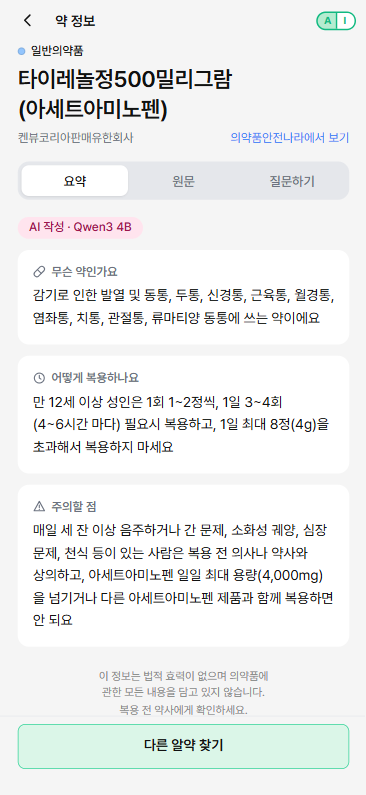 약 정보
A I
일반의약품
타이레놀정500밀리그람
(아세트아미노펜)
켄뷰코리아판매유한회사
의약품안전나라에서 보기
요약
원문
질문하기
AI 작성 · Qwen3 4B
무슨 약인가요
감기로 인한 발열 및 동통, 두통, 신경통, 근육통, 월경통,
염좌통, 치통, 관절통, 류마티양 동통에 쓰는 약이에요
어떻게 복용하나요
만 12세 이상 성인은 1회 1~2정씩, 1일 3~4회
(4~6시간 마다) 필요시 복용하고, 1일 최대 8정(4g)을
초과해서 복용하지 마세요
주의할 점
매일 세 잔 이상 음주하거나 간 문제, 소화성 궤양, 심장
문제, 천식 등이 있는 사람은 복용 전 의사나 약사와
상의하고, 아세트아미노펜 일일 최대 용량(4,000mg)
을 넘기거나 다른 아세트아미노펜 제품과 함께 복용하면
안 되요
이 정보는 법적 효력이 없으며 의약품에
관한 모든 내용을 담고 있지 않습니다.
복용 전 약사에게 확인하세요.
다른 알약 찾기